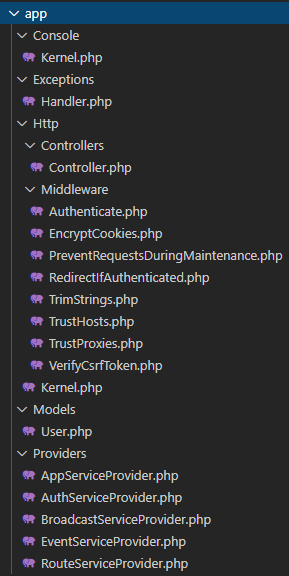 app
Console
Kernel.php
Exceptions
Handler.php
Http
Controllers
Controller.php
Middleware
Authenticate.php
EncryptCookies.php
PreventRequestsDuringMaintenance.php
RedirectIfAuthenticated.php
TrimStrings.php
TrustHosts.php
TrustProxies.php
VerifyCsrfToken.php
Kernel.php
Models
User.php
Providers
AppServiceProvider.php
AuthServiceProvider.php
BroadcastServiceProvider.php
EventServiceProvider.php
RouteServiceProvider.php